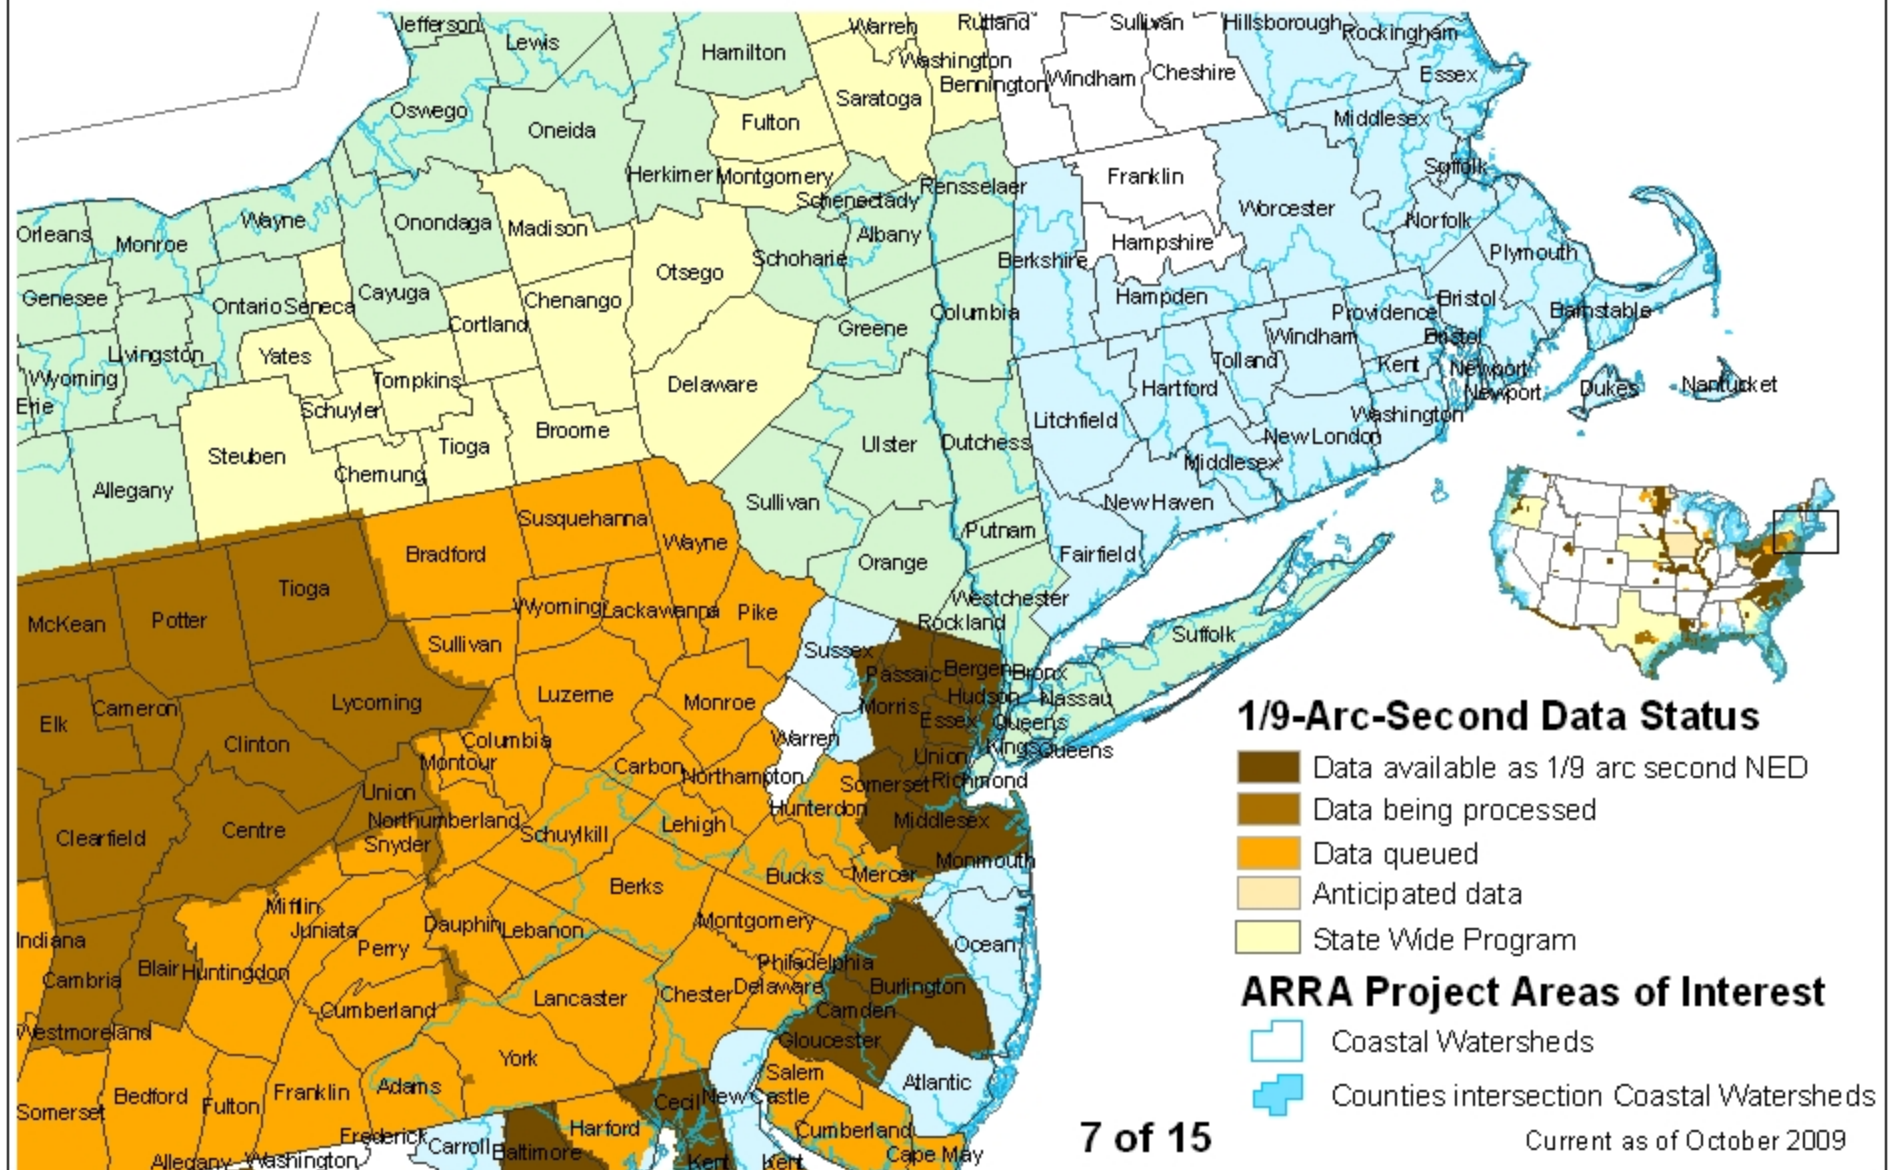 Jefferson
Lewis
Hamilton
Warren
Rutland
Sullivan
Hillsborough
Rockingham
Washington
Bennington
Windham
Cheshire
Essex
Oswego
Oneida
Fulton
Saratoga
Middlesex
Herkimer
Montgomery
Schenectady
Rensselaer
Franklin
Suffolk
Orleans
Monroe
Wayne
Onondaga
Madison
Otsego
Schoharie
Albany
Berkshire
Hampshire
Worcester
Norfolk
Plymouth
Genesee
Ontario
Seneca
Cayuga
Cortland
Chenango
Greene
Columbia
Hampden
Providence
Bristol
Barnstable
Livingston
Yates
Windham
Bristol
Wyoming
Erie
Tompkins
Schuyler
Delaware
Tolland
Hartford
Kent
Newport
Newport
Dukes
Nantucket
Litchfield
Washington
Steuben
Chemung
Tioga
Broome
Ulster
Dutchess
New London
Middlesex
Allegany
Sullivan
New Haven
Susquehanna
Wayne
Putnam
Bradford
Orange
Fairfield
Tioga
McKean
Potter
Wyoming
Lackawanna
Pike
Westchester
Rockland
Suffolk
Sullivan
Sussex
Passaic
Bergen
Bronx
Elk
Cameron
Lycoming
Luzerne
Monroe
Morris
Hudson
Nassau
Essex
Queens
Clinton
Columbia
Montour
Warren
Union
Kings
Queens
Carbon
Northampton
Somerset
Richmond
Union
Hunterdon
Clearfield
Centre
Northumberland
Snyder
Schuylkill
Lehigh
Middlesex
Monmouth
Berks
Bucks
Mercer
Mifflin
Juniata
Dauphin
Lebanon
Montgomery
Indiana
Perry
Ocean
Cambria
Blair
Huntingdon
Philadelphia
Delaware
Burlington
Cumberland
Lancaster
Chester
Camden
Westmoreland
Gloucester
York
Salem
Atlantic
Somerset
Bedford
Fulton
Franklin
Adams
Cecil
New Castle
Cumberland
Frederick
Carroll
Baltimore
Harford
Cape May
Allegany
Washington
Kent
Kent
1/9-Arc-Second Data Status
Data available as 1/9 arc second NED
Data being processed
Data queued
Anticipated data
State Wide Program
ARRA Project Areas of Interest
Coastal Watersheds
Counties intersection Coastal Watersheds
7 of 15
Current as of October 2009